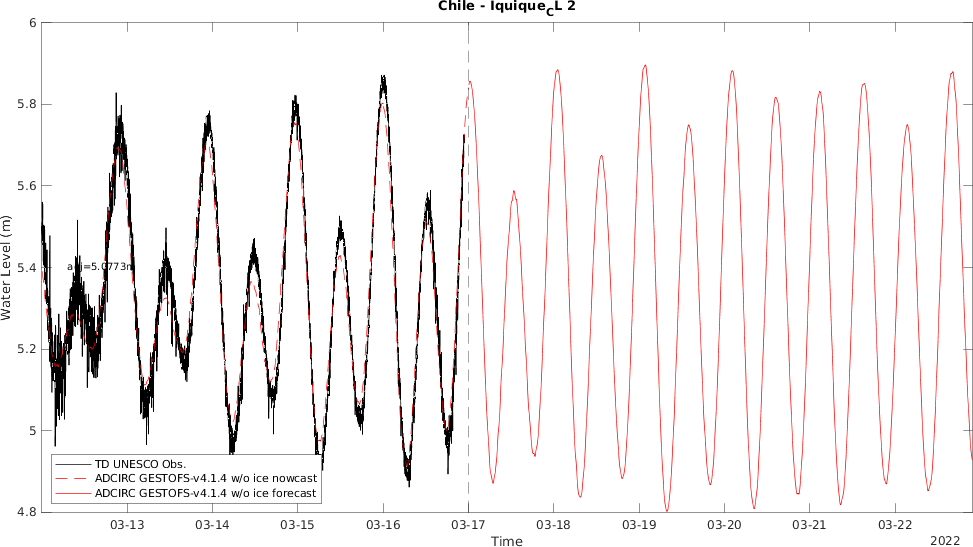 Chile - Iquique_CL 2
6
5.8
5.6
5.4
5.2
5
4.8
Water Level (m)
=5.0773m
TD UNESCO Obs.
ADCIRC GESTOFS-v4.1.4 w/o ice nowcast
ADCIRC GESTOFS-v4.1.4 w/o ice forecast
03-13 03-14 03-15 03-16 03-17 03-18 03-19 03-20 03-21 03-22
Time
2022